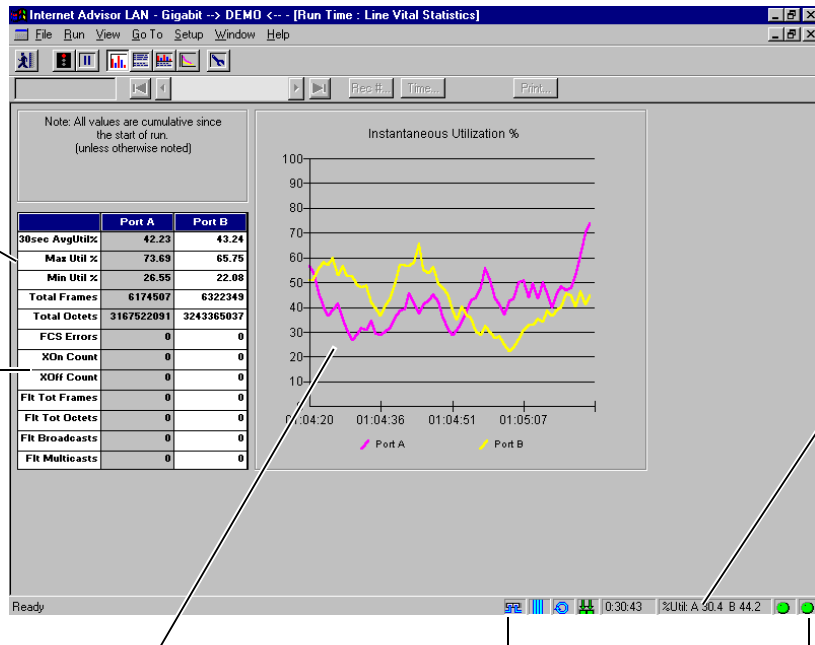 Internet Advisor LAN - Gigabit --> DEMO <-- - [Run Time : Line Vital Statistics]
File Run View Go To Setup Window Help
Rec #... Time... Print...
Note: All values are cumulative since
the start of run.
(unless otherwise noted)
Port A Port B
30sec AvgUtil% 42.23 43.24
Max Util % 73.69 65.75
Min Util % 26.55 22.08
Total Frames 6174507 6322349
Total Octets 3167522091 3243365037
FCS Errors 0 0
XOn Count 0 0
XOff Count 0 0
Flt Tot Frames 0 0
Flt Tot Octets 0 0
Flt Broadcasts 0 0
Flt Multicasts 0 0
Instantaneous Utilization %
100
90
80
70
60
50
40
30
20
10
0
01:04:20 01:04:36 01:04:51 01:05:07
Port A Port B
Ready 0:30:43 %Util: A 30.4 B 44.2